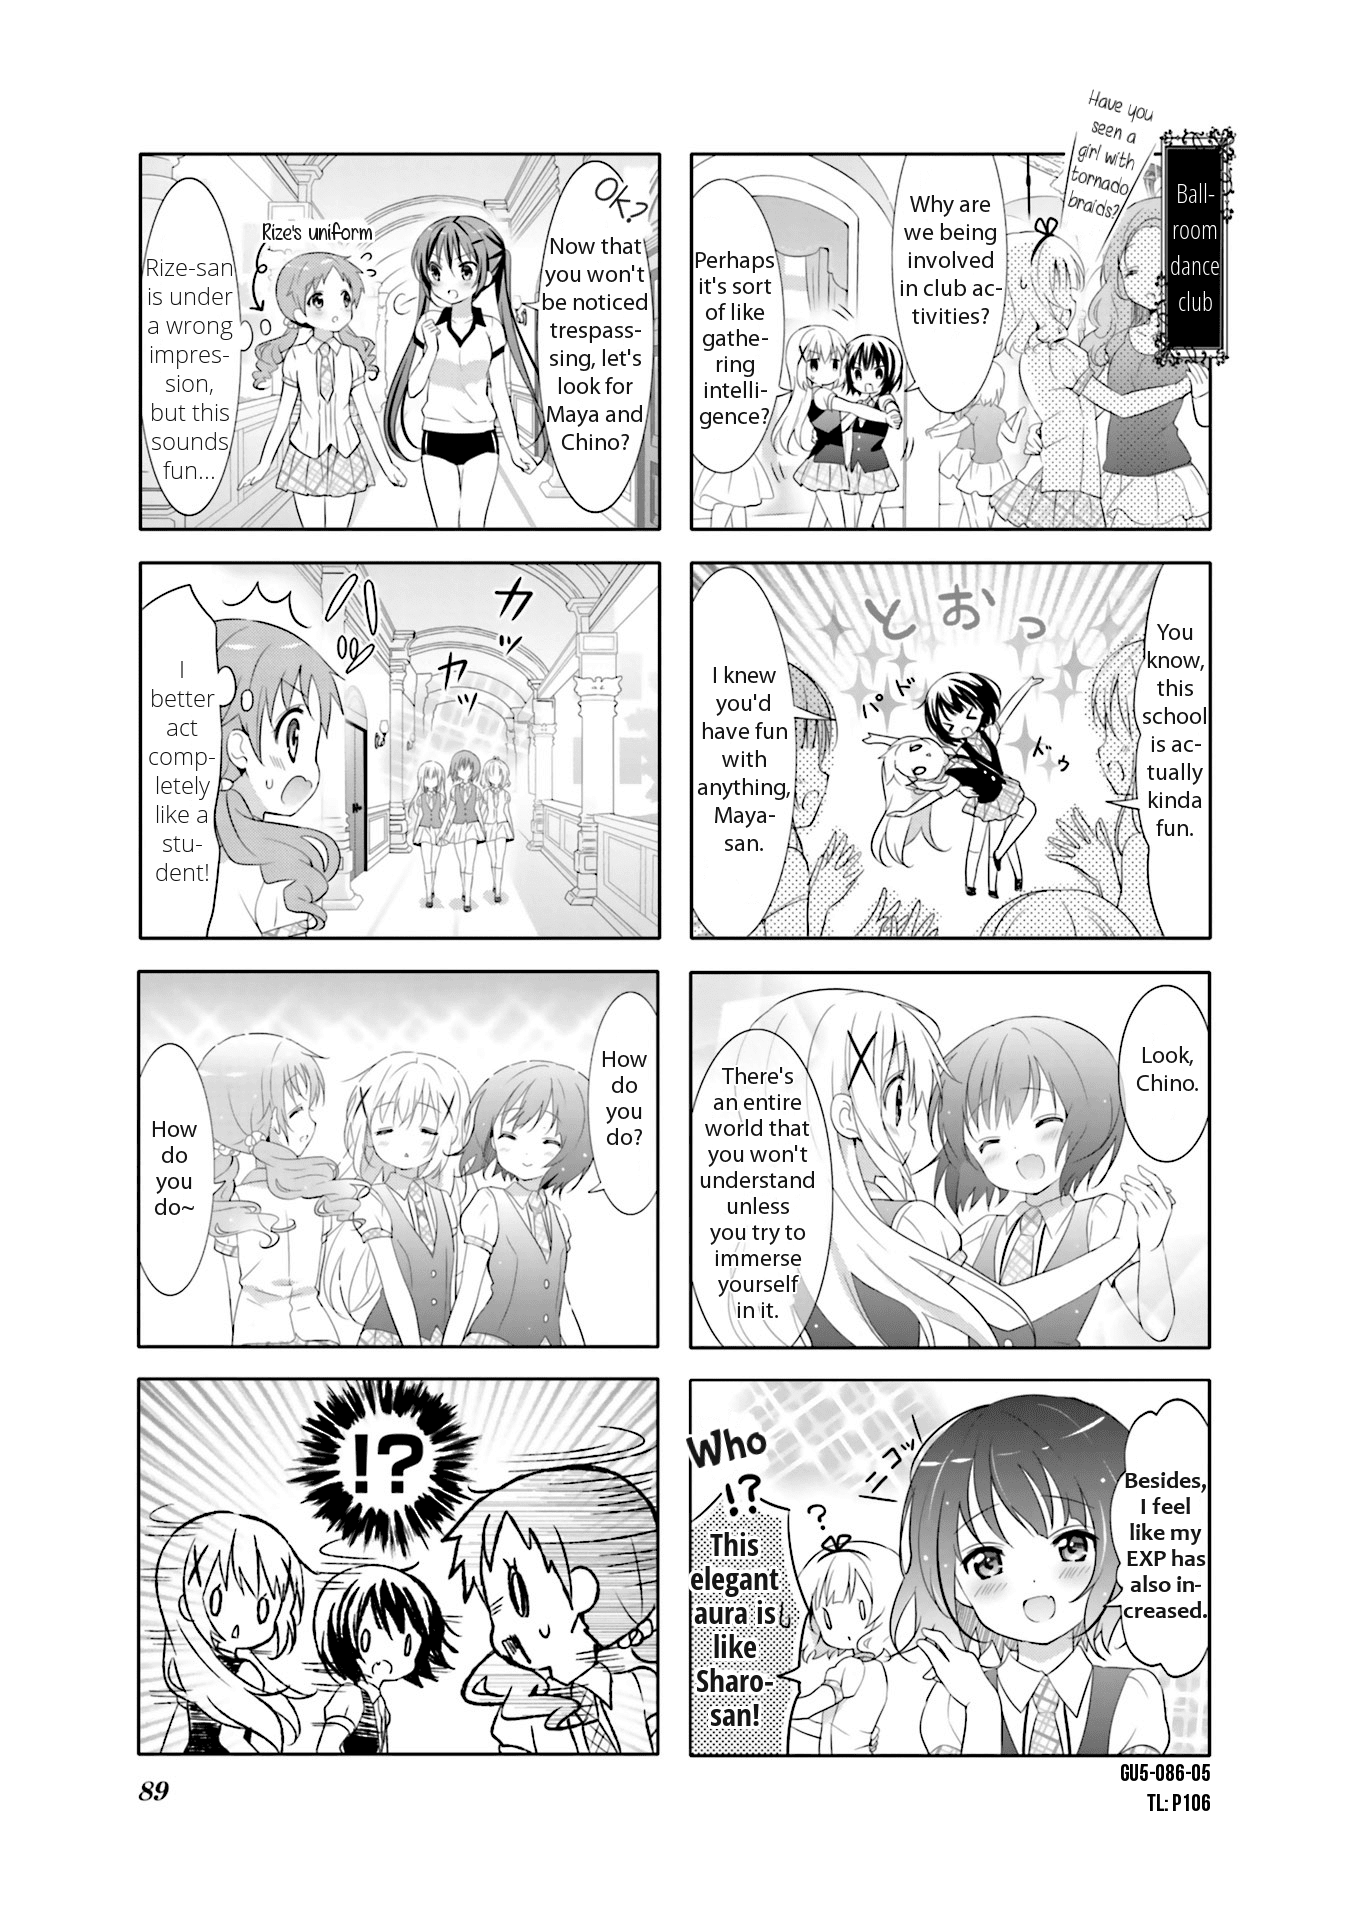 Ball-
room
dance
club
Have you
seen a
girl with
tornado
braids?
Why are
we being
involved
in club ac-
tivities?
Perhaps
it's sort
of like
gathe-
ring
intelli-
gence?
You
know,
this
school
is ac-
tually
kinda
fun.
とおっ
バドゥ
I knew
you'd
have fun
with
anything,
Maya-
san.
Look,
Chino.
There's
an entire
world that
you won't
understand
unless
you try to
immerse
yourself
in it.
Besides,
I feel
like my
EXP has
also in-
creased.
ニコッ
?
Who
!?
This
elegant
aura is
like
Sharo-
san!
OK?
Now that
you won't
be noticed
trespass-
sing, let's
look for
Maya and
Chino?
Rize's uniform
Rize-san
is under
a wrong
impres-
sion,
but this
sounds
fun...
カッ
カッ
I
better
act
comp-
letely
like a
stu-
dent!
How
do
you
do?
How
do
you
do~
!?
89
GU5-086-05
TL: P106